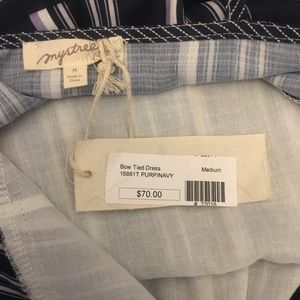 mystree
M
Made in
China
Bow Tied Dress
16881T PURP/NAVY
Medium
$70.00